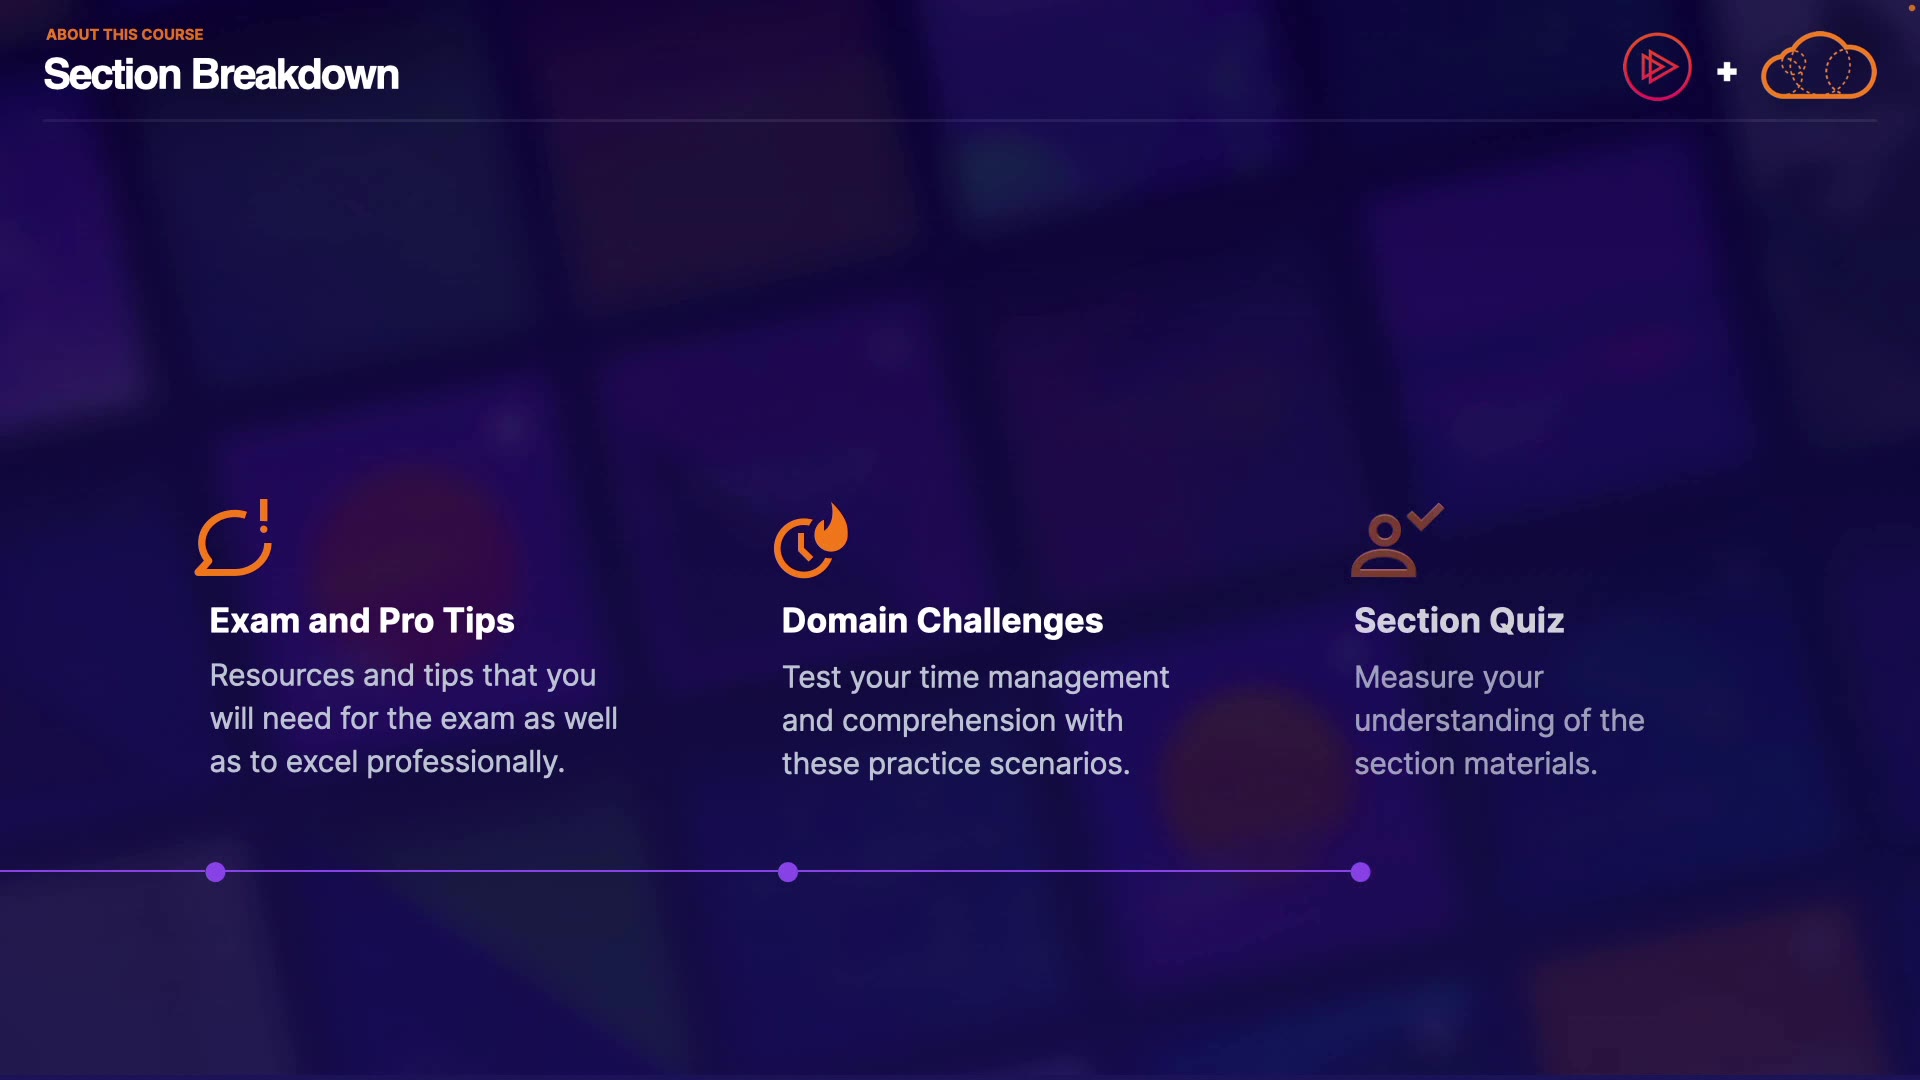 ABOUT THIS COURSE
Section Breakdown
+
Exam and Pro Tips
Resources and tips that you
will need for the exam as well
as to excel professionally.
Domain Challenges
Test your time management
and comprehension with
these practice scenarios.
Section Quiz
Measure your
understanding of the
section materials.